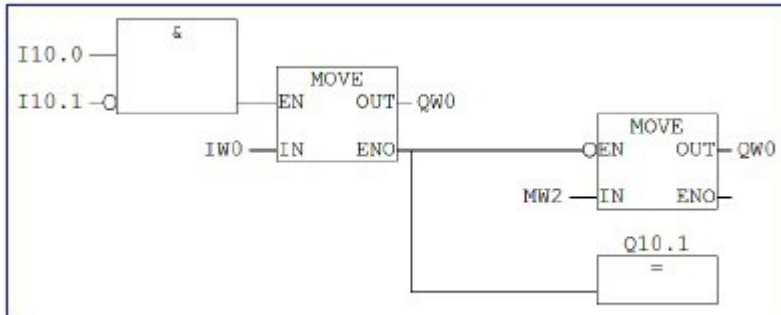 &
I10.0
I10.1
MOVE
EN OUT QW0
IW0 IN ENO
MOVE
EN OUT QW0
MW2 IN ENO
Q10.1
=